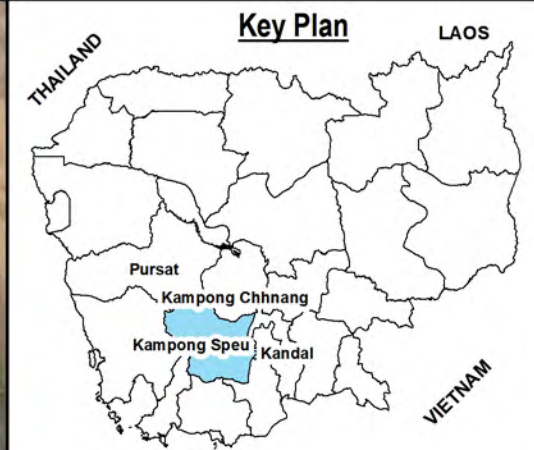 Key Plan
LAOS
THAILAND
Pursat
Kampong Chhnang
Kampong Speu
Kandal
VIETNAM